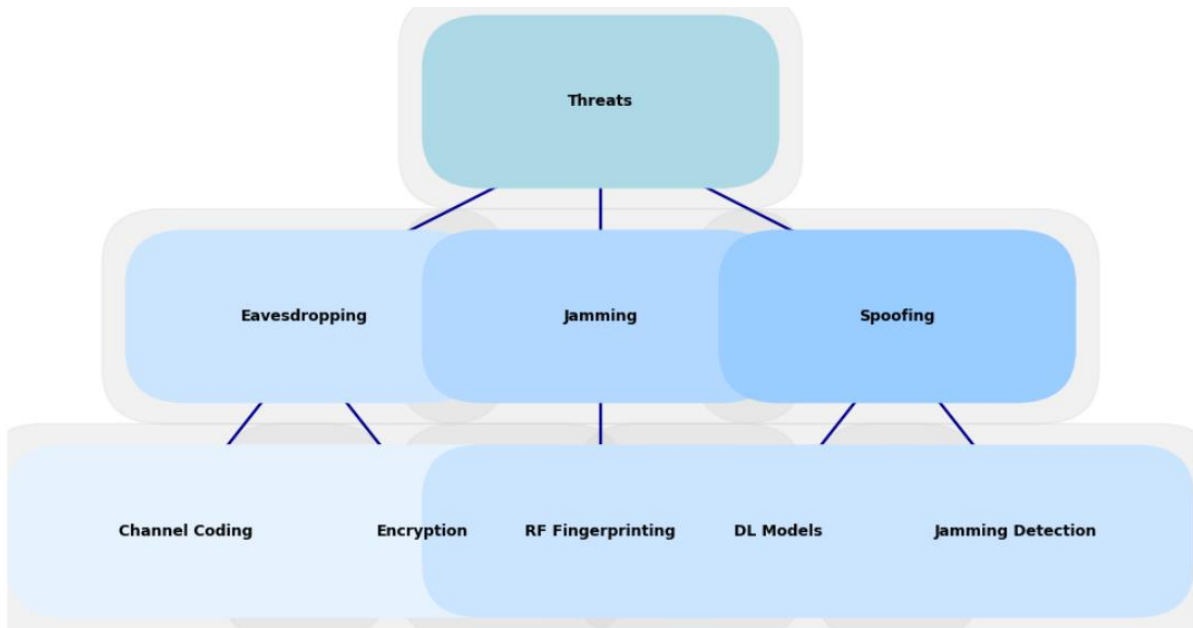 Threats
Eavesdropping
Jamming
Spoofing
Channel Coding
Encryption
RF Fingerprinting
DL Models
Jamming Detection